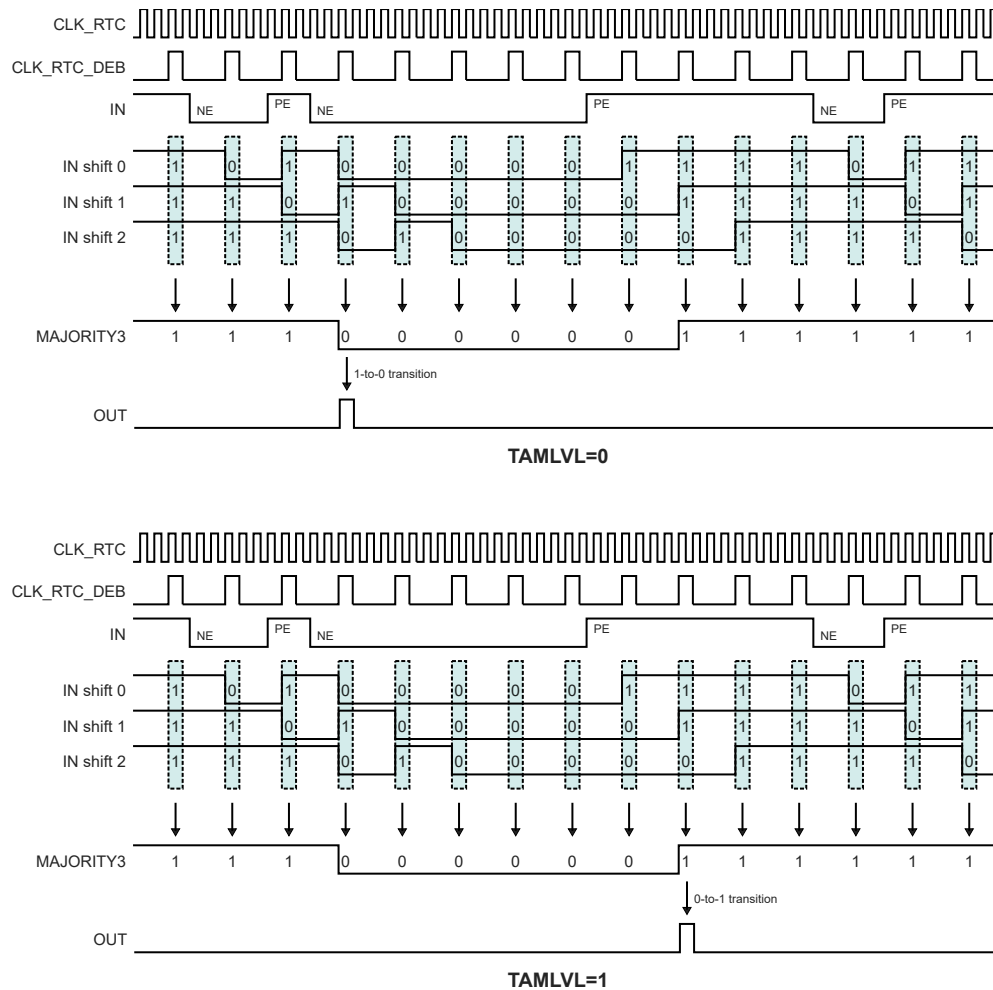 CLK_RTC
CLK_RTC_DEB
IN NE PE NE PE NE PE
IN shift 0 1 0 1 0 0 0 0 0 1 1 1 1 0 1 1
IN shift 1 1 1 0 1 0 0 0 0 0 1 1 1 1 0 1
IN shift 2 1 1 1 0 1 0 0 0 0 0 1 1 1 1 0
MAJORITY3 1 1 1 0 0 0 0 0 0 1 1 1 1 1 1
1-to-0 transition
OUT
TAMLVL=0
CLK_RTC
CLK_RTC_DEB
IN NE PE NE PE NE PE
IN shift 0 1 0 1 0 0 0 0 0 1 1 1 1 0 1 1
IN shift 1 1 1 0 1 0 0 0 0 0 1 1 1 1 0 1
IN shift 2 1 1 1 0 1 0 0 0 0 0 1 1 1 1 0
MAJORITY3 1 1 1 0 0 0 0 0 0 1 1 1 1 1 1
0-to-1 transition
OUT
TAMLVL=1